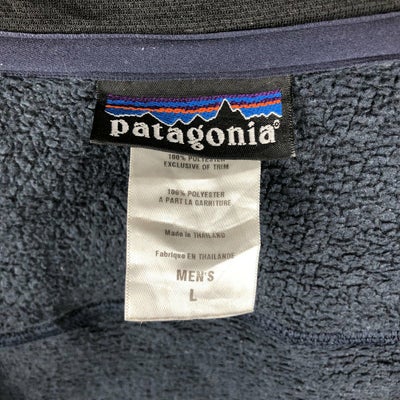 patagonia®
100% POLYESTER
EXCLUSIVE OF TRIM
100% POLYESTER
A PART LA GARNITURE
Made in THAILAND
Fabriqué EN THAILANDE
MEN'S
L